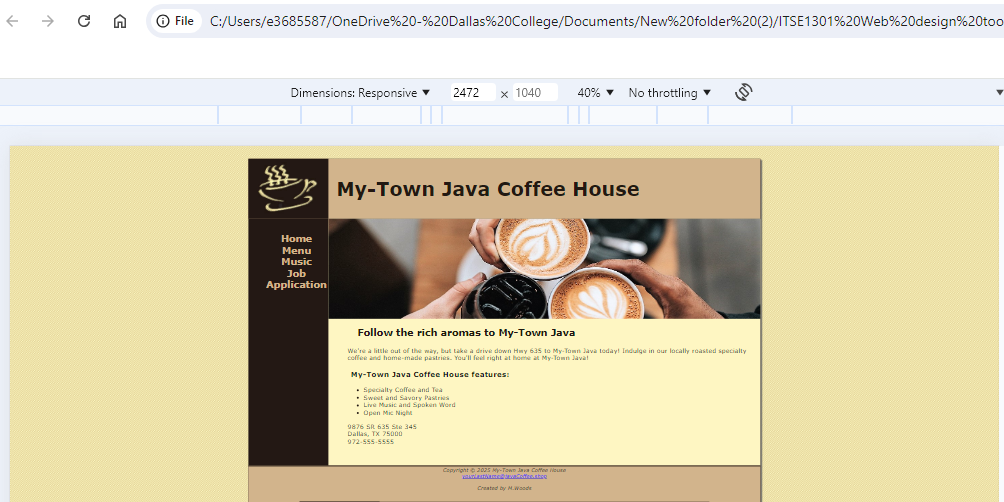 File C:/Users/e3685587/OneDrive%20-%20Dallas%20College/Documents/New%20folder%20(2)/ITSE1301%20Web%20design%20too
Dimensions: Responsive 2472 x 1040 40% No throttling
My-Town Java Coffee House
Home
Menu
Music
Job
Application
Follow the rich aromas to My-Town Java
We're a little out of the way, but take a drive down Hwy 635 to My-Town Java today! Indulge in our locally roasted specialty
coffee and home-made pastries. You'll feel right at home at My-Town Java!
My-Town Java Coffee House features:
Specialty Coffee and Tea
Sweet and Savory Pastries
Live Music and Spoken Word
Open Mic Night
9876 SR 635 Ste 345
Dallas, TX 75000
972-555-5555
Copyright © 2025 My-Town Java Coffee House
Created by M.Woods